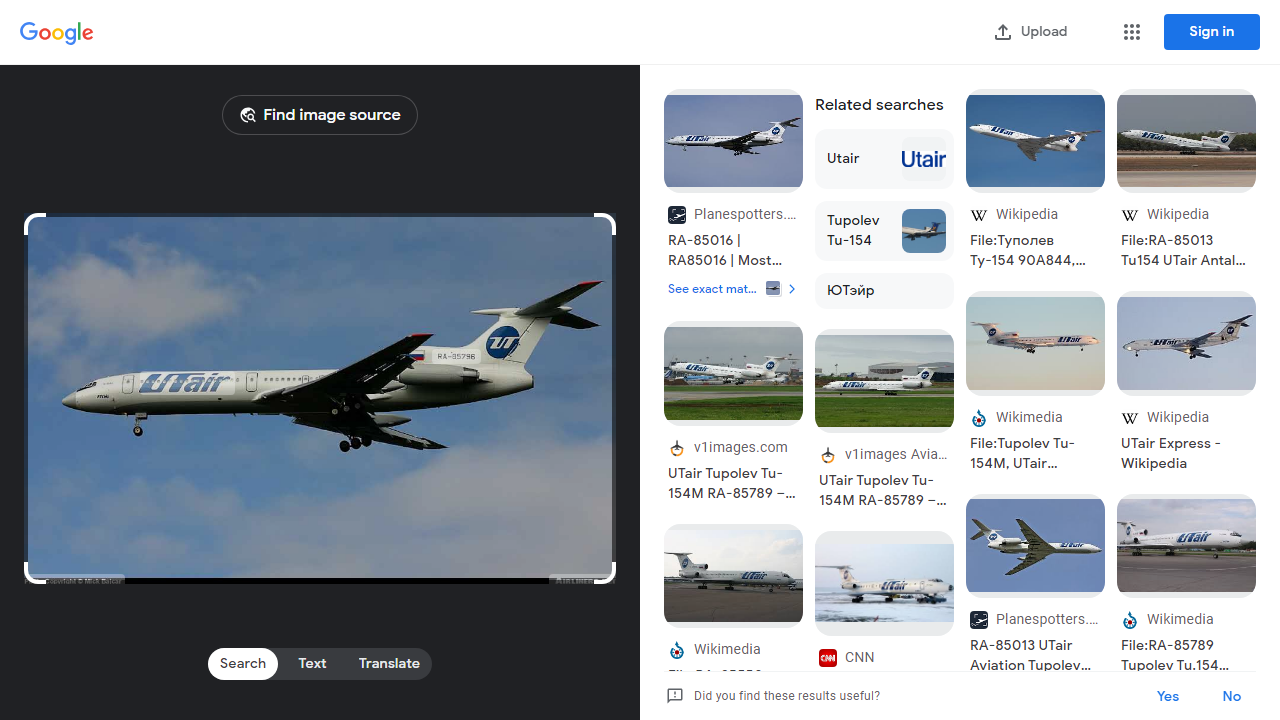 Google
Upload
Sign in
Find image source
UTair
RA-85796
UT
Search
Text
Translate
Planespotters....
RA-85016 |
RA85016 | Most...
See exact mat...
Related searches
Utair
Utair
Tupolev
Tu-154
ЮТэйр
Wikipedia
File:Туполев
Ту-154 90A844,...
Wikipedia
File:RA-85013
Tu154 UTair Antal...
v1images.com
UTair Tupolev Tu-
154M RA-85789 –...
v1images Avia...
UTair Tupolev Tu-
154M RA-85789 –...
Wikimedia
File:Tupolev Tu-
154M, UTair...
Wikipedia
UTair Express -
Wikipedia
Wikimedia
CNN
CNN
Planespotters....
RA-85013 UTair
Aviation Tupolev...
Wikimedia
File:RA-85789
Tupolev Tu.154...
Did you find these results useful?
Yes
No